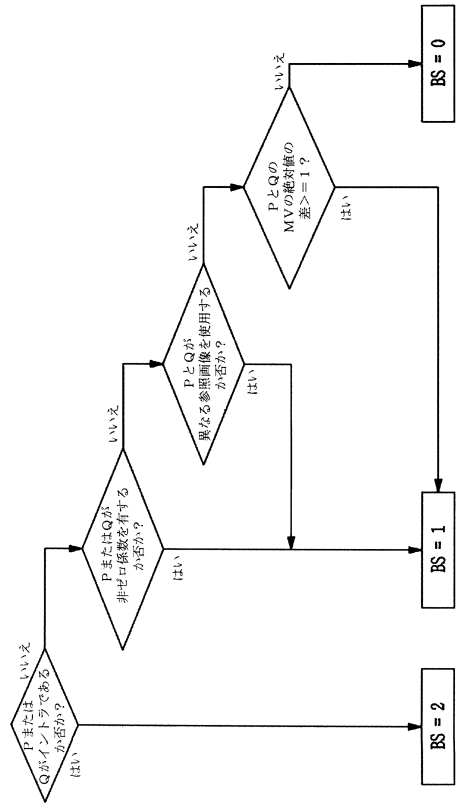 Pまたは
Qがイントラである
か否か?
いいえ
はい
PまたはQが
非ゼロ係数を有する
か否か?
いいえ
はい
PとQが
異なる参照画像を使用する
か否か?
いいえ
はい
PとQの
MVの絶対値の
差>=1?
いいえ
はい
BS = 2
BS = 1
BS = 0